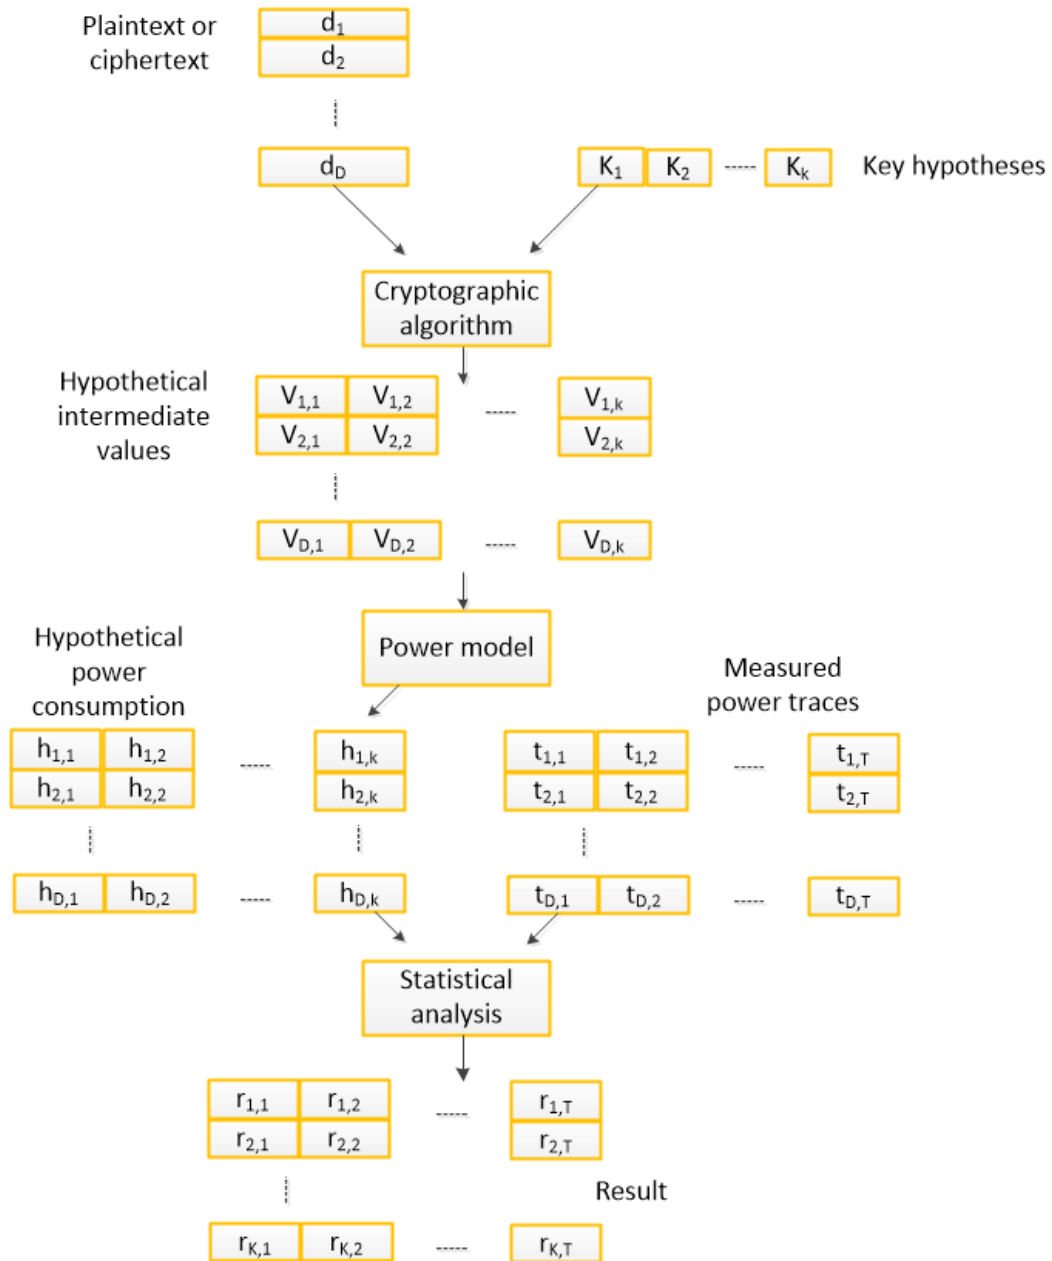 Plaintext or
ciphertext
d1
d2
dD
K1 K2 Kk
Key hypotheses
Cryptographic
algorithm
Hypothetical
intermediate
values
V1,1 V1,2 V1,k
V2,1 V2,2 V2,k
VD,1 VD,2 VD,k
Power model
Hypothetical
power
consumption
Measured
power traces
h1,1 h1,2 h1,k
h2,1 h2,2 h2,k
hD,1 hD,2 hD,k
t1,1 t1,2 t1,T
t2,1 t2,2 t2,T
tD,1 tD,2 tD,T
Statistical
analysis
r1,1 r1,2 r1,T
r2,1 r2,2 r2,T
Result
rK,1 rK,2 rK,T